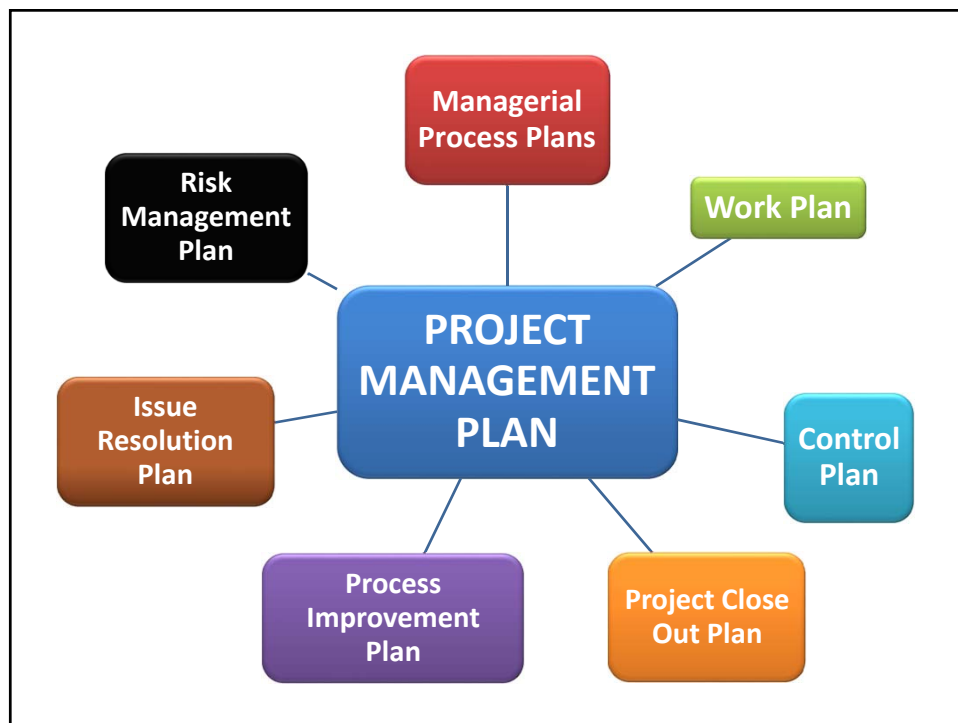 Managerial
Process Plans
Risk
Management
Plan
Work Plan
PROJECT
MANAGEMENT
PLAN
Issue
Resolution
Plan
Control
Plan
Process
Improvement
Plan
Project Close
Out Plan